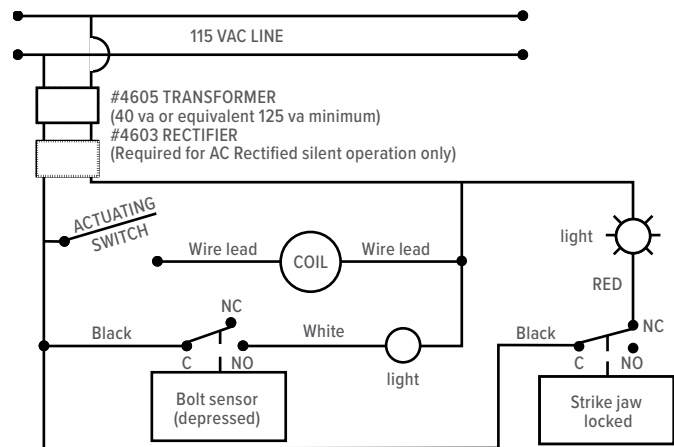 115 VAC LINE
#4605 TRANSFORMER
(40 va or equivalent 125 va minimum)
#4603 RECTIFIER
(Required for AC Rectified silent operation only)
ACTUATING
SWITCH
Wire lead
COIL
Wire lead
light
RED
NC
Black
White
C
NO
light
Bolt sensor
(depressed)
Black
NC
C
NO
Strike jaw
locked